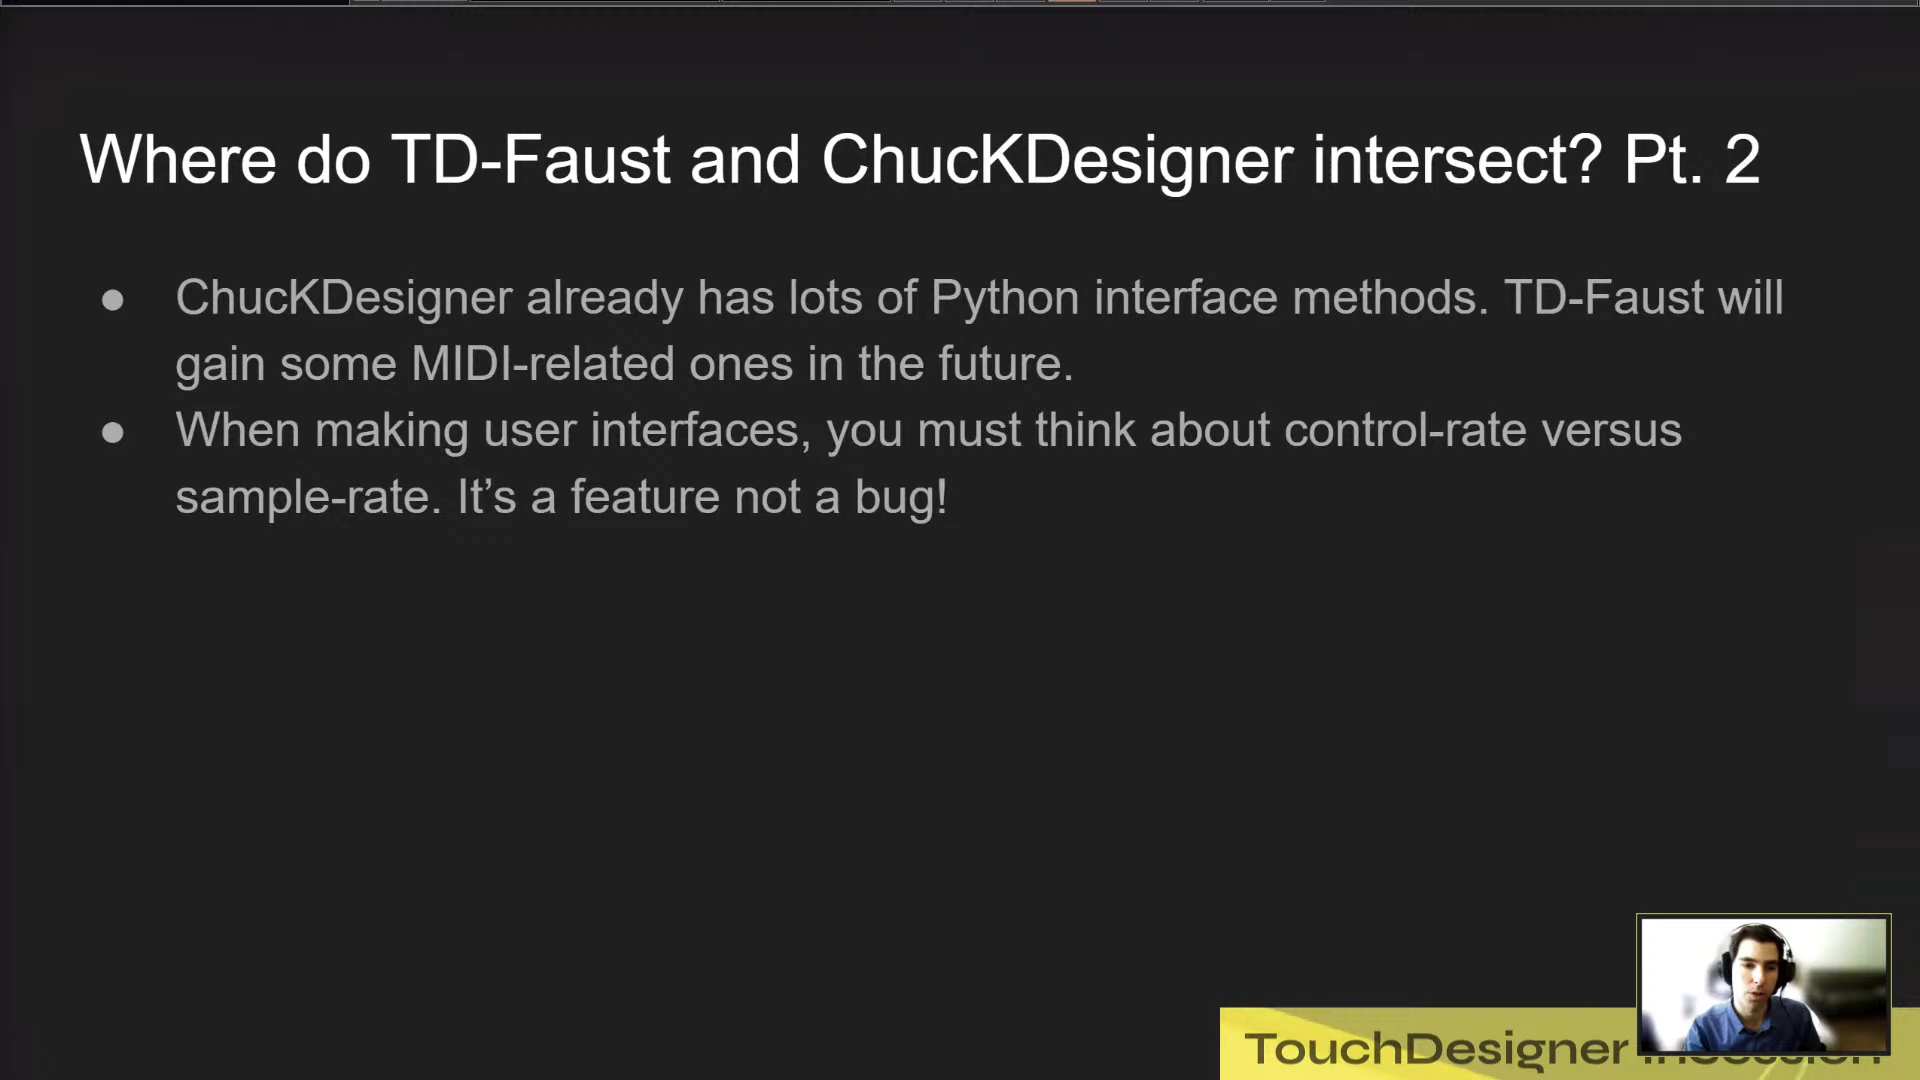 Where do TD-Faust and ChucKDesigner intersect? Pt. 2
● ChucKDesigner already has lots of Python interface methods. TD-Faust will
gain some MIDI-related ones in the future.
● When making user interfaces, you must think about control-rate versus
sample-rate. It’s a feature not a bug!
TouchDesigner